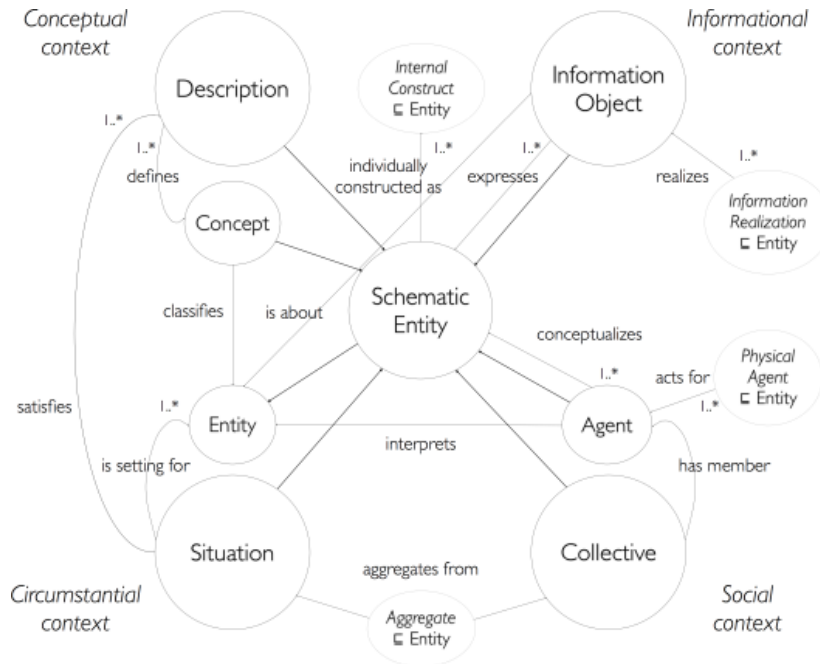 Conceptual
context
Informational
context
Description
Internal
Construct
⊑ Entity
Information
Object
1..*
1..*
1..*
1..*
1..*
defines
individually
constructed as
expresses
realizes
Concept
Information
Realization
⊑ Entity
Schematic
Entity
classifies
is about
conceptualizes
1..*
Physical
Agent
⊑ Entity
acts for
satisfies
1..*
1..*
Entity
Agent
interprets
is setting for
has member
Situation
Collective
aggregates from
Circumstantial
context
Aggregate
⊑ Entity
Social
context